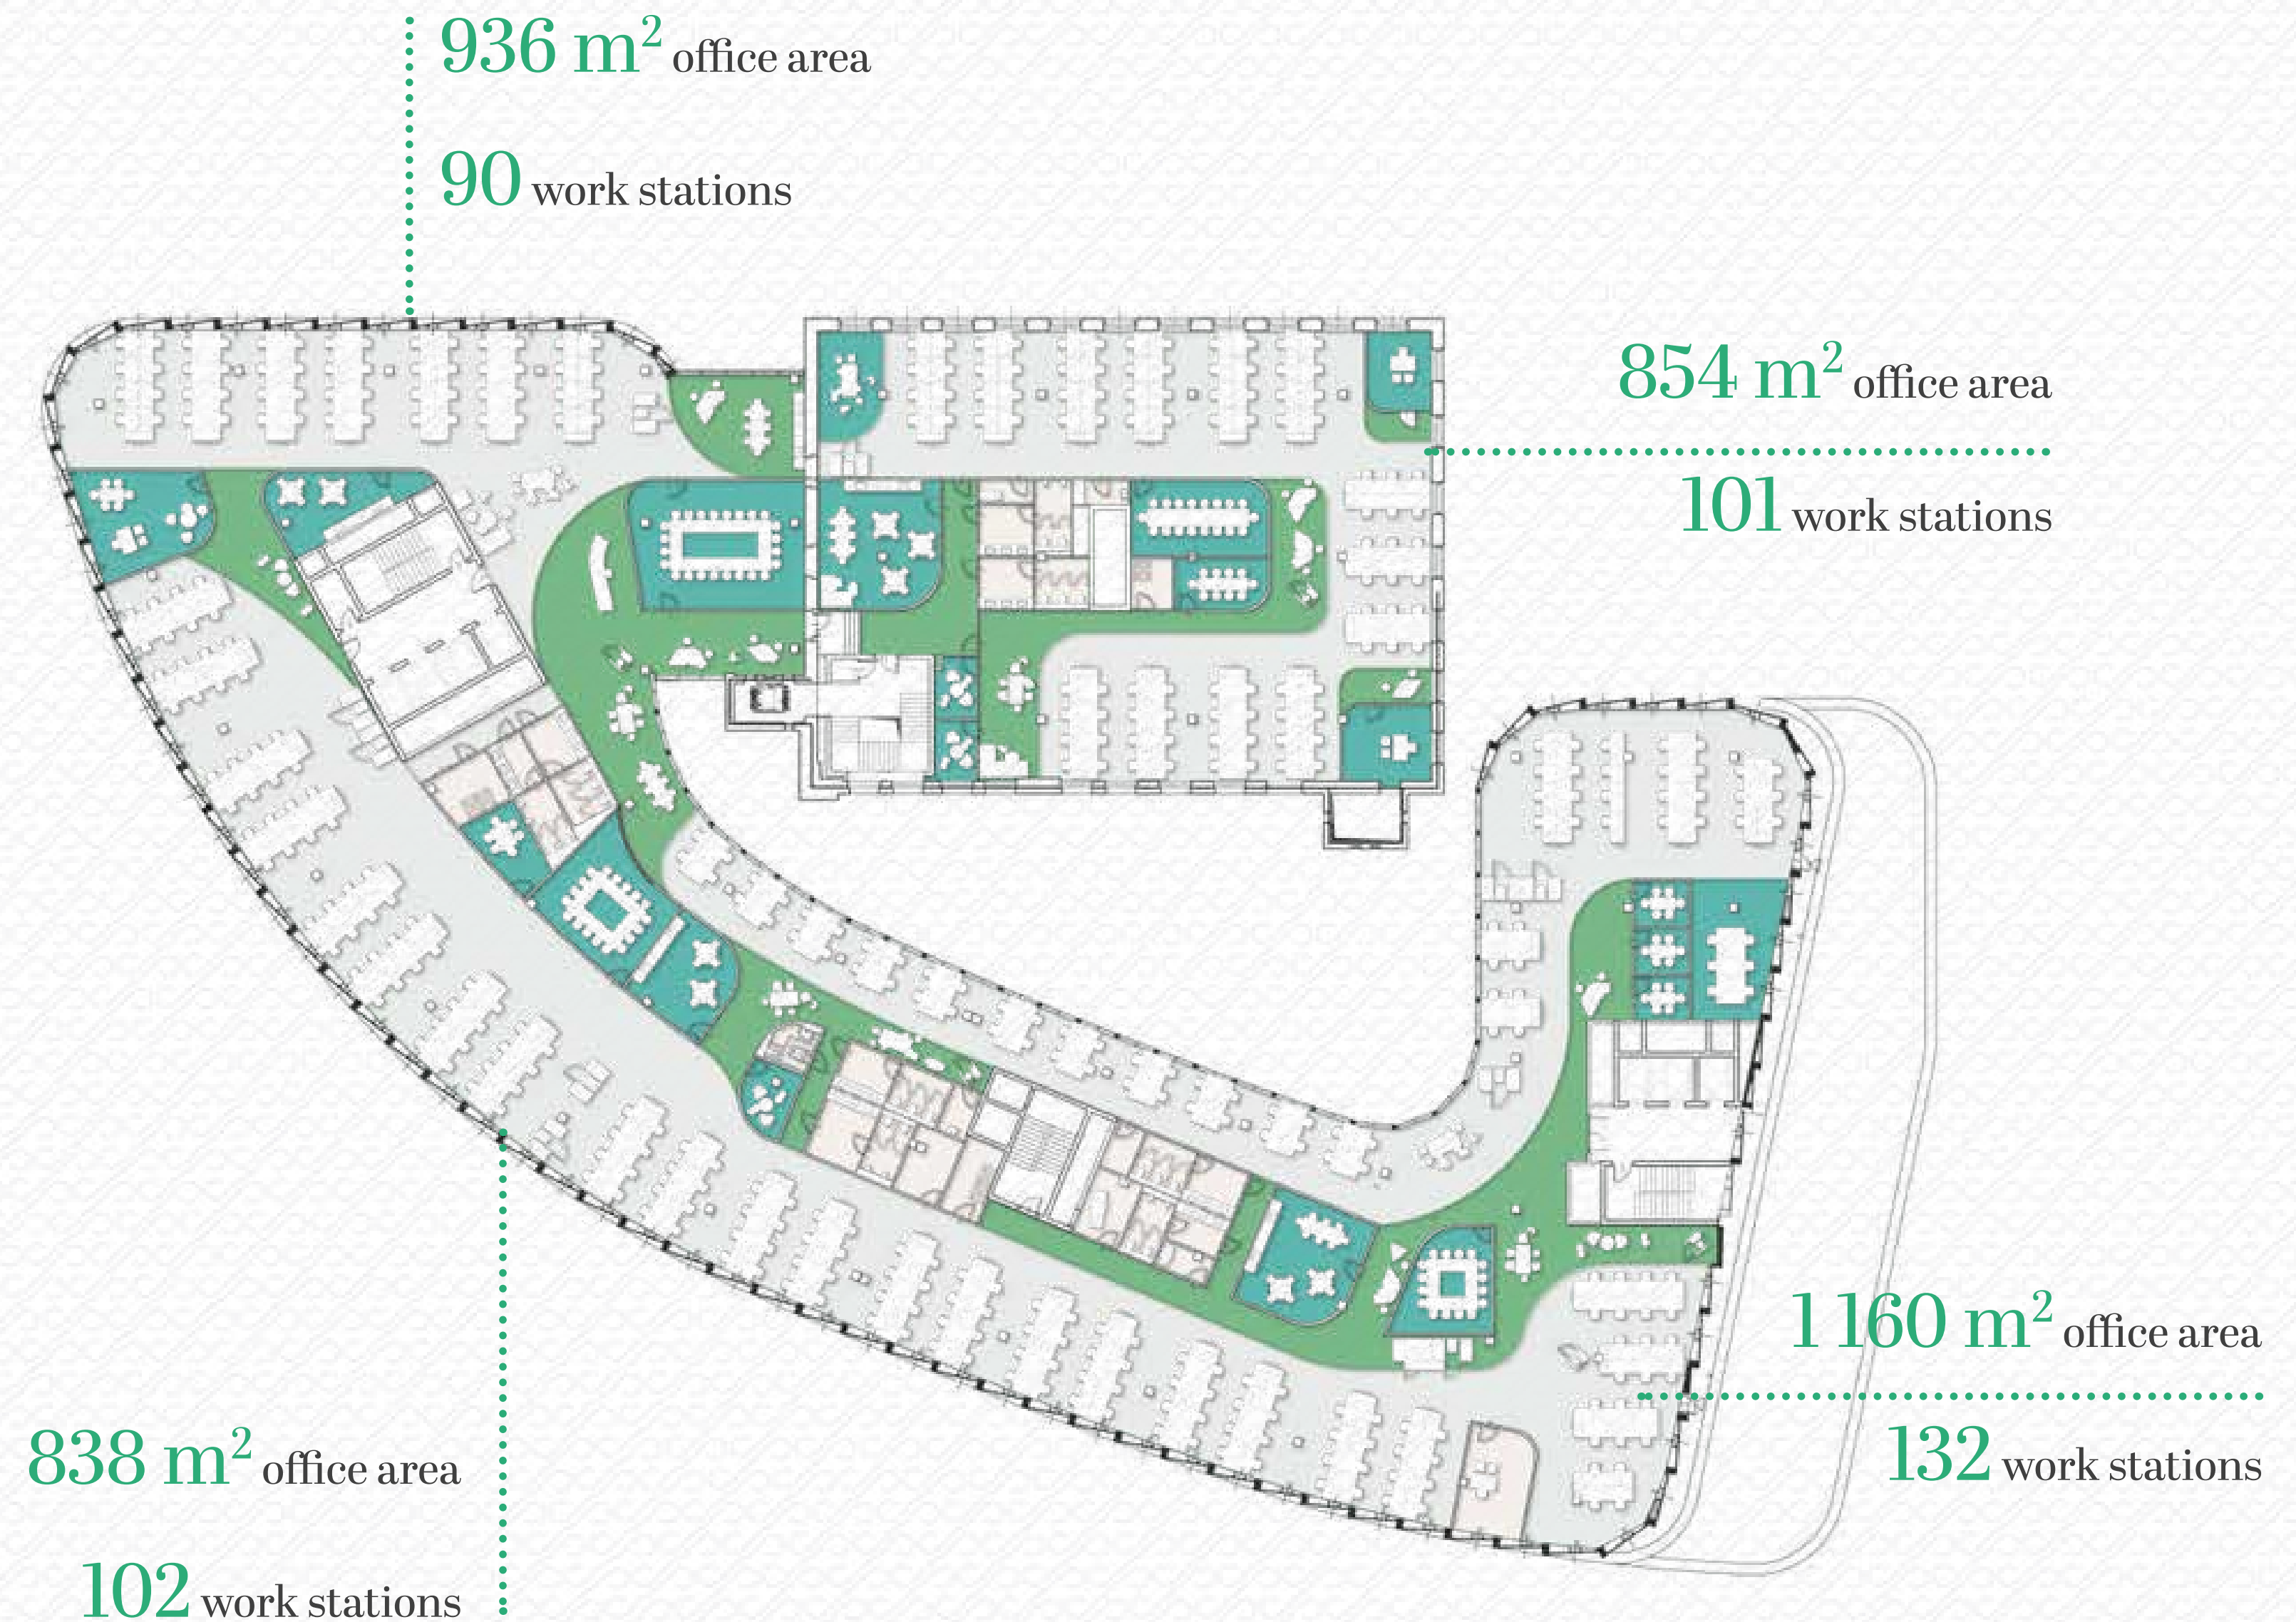 936 m² office area
90 work stations
854 m² office area
101 work stations
1 160 m² office area
132 work stations
838 m² office area
102 work stations